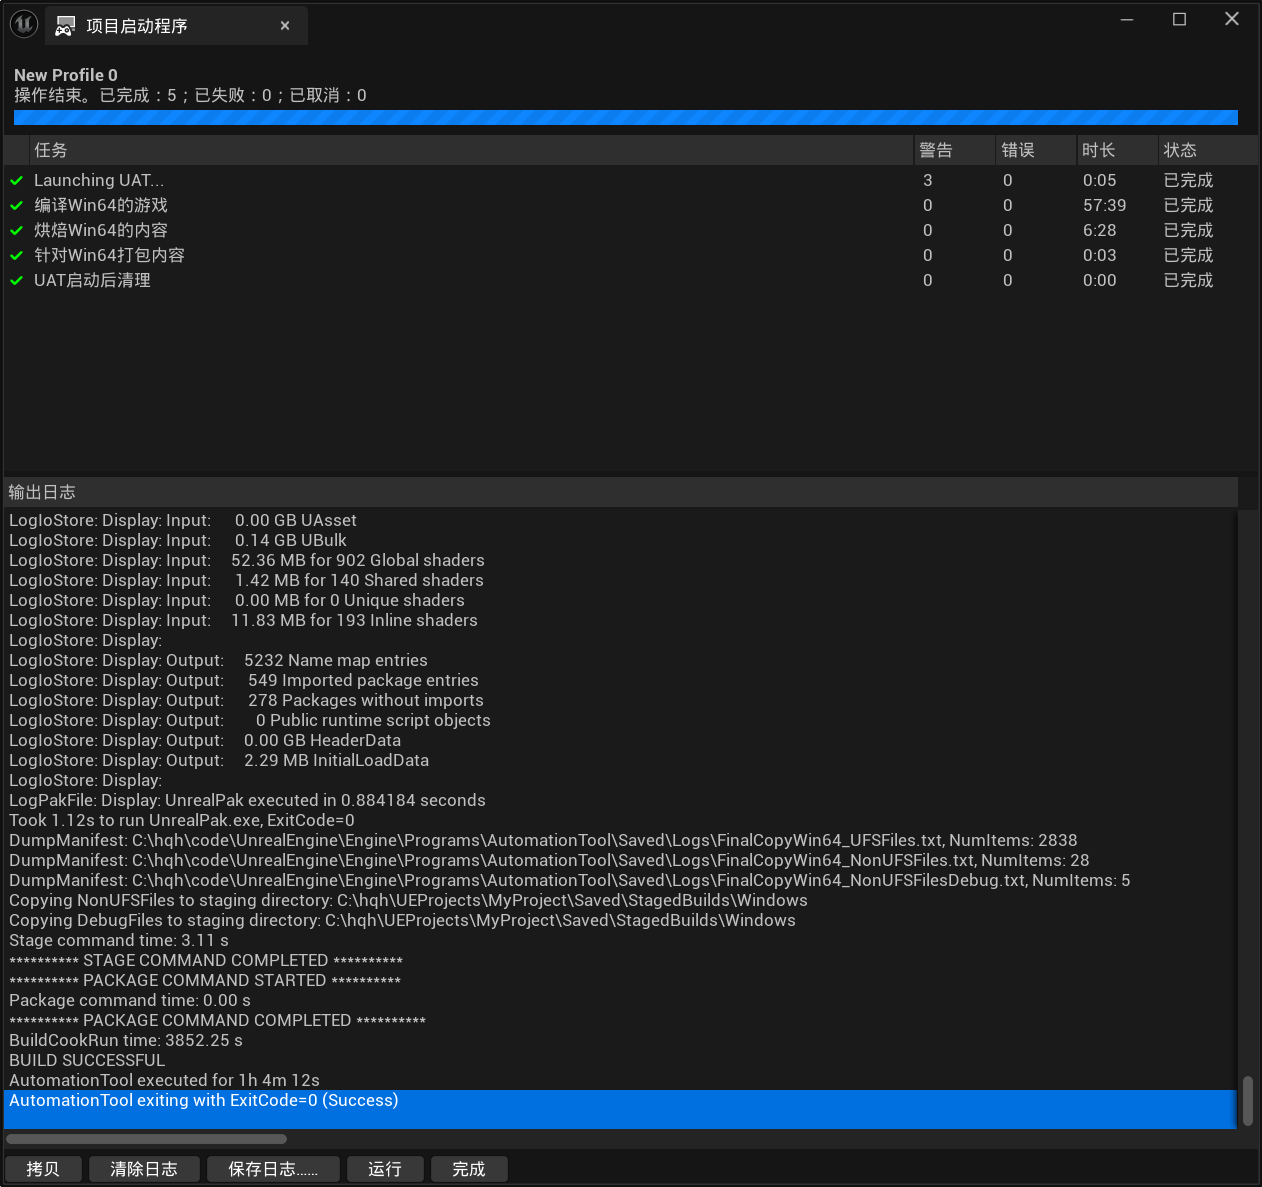 项目启动程序
New Profile 0
操作结束。已完成：5；已失败：0；已取消：0
任务 警告 错误 时长 状态
Launching UAT... 3 0 0:05 已完成
编译Win64的游戏 0 0 57:39 已完成
烘焙Win64的内容 0 0 6:28 已完成
针对Win64打包内容 0 0 0:03 已完成
UAT启动后清理 0 0 0:00 已完成
输出日志
LogIoStore: Display: Input: 0.00 GB UAsset
LogIoStore: Display: Input: 0.14 GB UBulk
LogIoStore: Display: Input: 52.36 MB for 902 Global shaders
LogIoStore: Display: Input: 1.42 MB for 140 Shared shaders
LogIoStore: Display: Input: 0.00 MB for 0 Unique shaders
LogIoStore: Display: Input: 11.83 MB for 193 Inline shaders
LogIoStore: Display:
LogIoStore: Display: Output: 5232 Name map entries
LogIoStore: Display: Output: 549 Imported package entries
LogIoStore: Display: Output: 278 Packages without imports
LogIoStore: Display: Output: 0 Public runtime script objects
LogIoStore: Display: Output: 0.00 GB HeaderData
LogIoStore: Display: Output: 2.29 MB InitialLoadData
LogIoStore: Display:
LogPakFile: Display: UnrealPak executed in 0.884184 seconds
Took 1.12s to run UnrealPak.exe, ExitCode=0
DumpManifest: C:\hqh\code\UnrealEngine\Engine\Programs\AutomationTool\Saved\Logs\FinalCopyWin64_UFSFiles.txt, NumItems: 2838
DumpManifest: C:\hqh\code\UnrealEngine\Engine\Programs\AutomationTool\Saved\Logs\FinalCopyWin64_NonUFSFiles.txt, NumItems: 28
DumpManifest: C:\hqh\code\UnrealEngine\Engine\Programs\AutomationTool\Saved\Logs\FinalCopyWin64_NonUFSFilesDebug.txt, NumItems: 5
Copying NonUFSFiles to staging directory: C:\hqh\UEProjects\MyProject\Saved\StagedBuilds\Windows
Copying DebugFiles to staging directory: C:\hqh\UEProjects\MyProject\Saved\StagedBuilds\Windows
Stage command time: 3.11 s
********** STAGE COMMAND COMPLETED **********
********** PACKAGE COMMAND STARTED **********
Package command time: 0.00 s
********** PACKAGE COMMAND COMPLETED **********
BuildCookRun time: 3852.25 s
BUILD SUCCESSFUL
AutomationTool executed for 1h 4m 12s
AutomationTool exiting with ExitCode=0 (Success)
拷贝 清除日志 保存日志…… 运行 完成